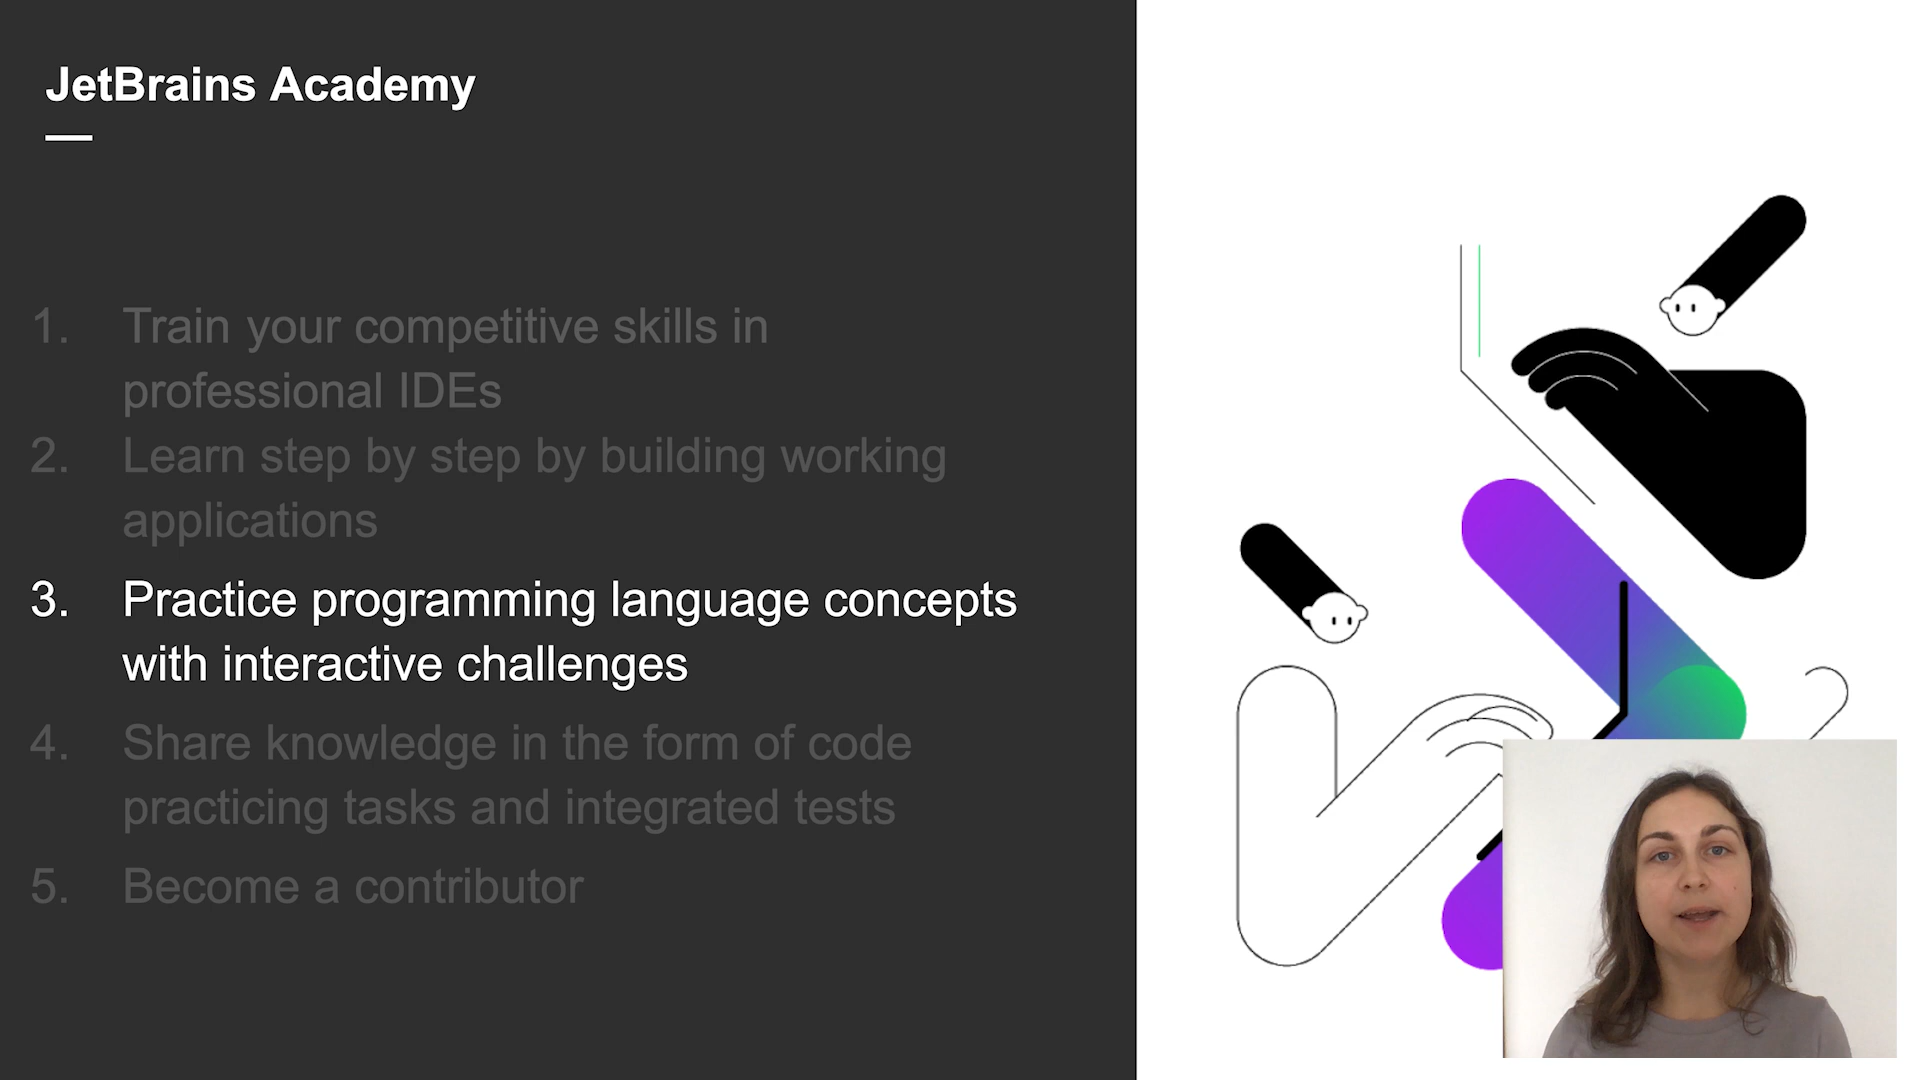 JetBrains Academy
1. Train your competitive skills in
professional IDEs
2. Learn step by step by building working
applications
3. Practice programming language concepts
with interactive challenges
4. Share knowledge in the form of code
practicing tasks and integrated tests
5. Become a contributor